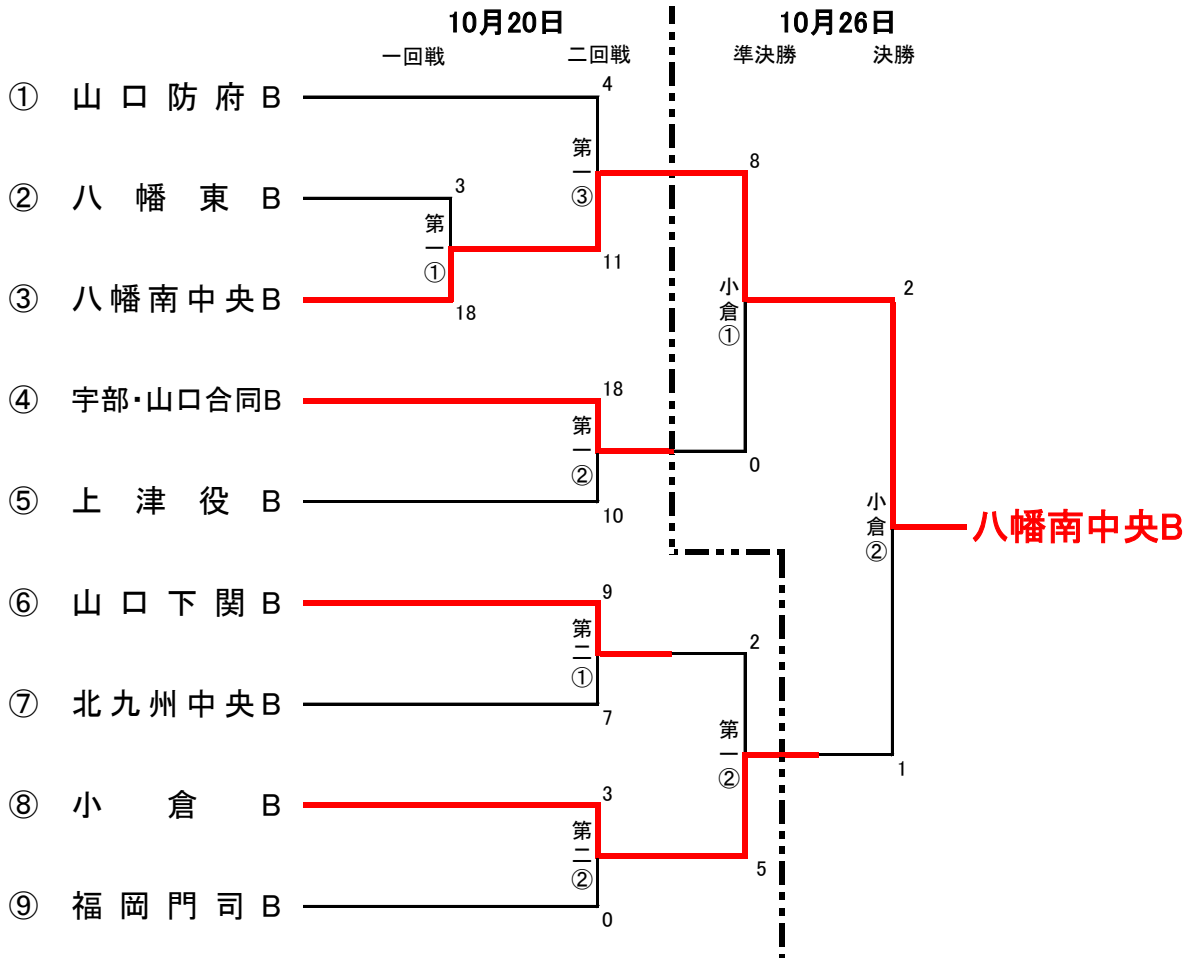 10月20日 10月26日
一回戦 二回戦 準決勝 決勝
① 山口防府B
4
第一③
8
② 八幡東B
3
第一①
11
③ 八幡南中央B
18
小倉①
2
④ 宇部・山口合同B
18
第一②
0
⑤ 上津役B
10
小倉②
八幡南中央B
⑥ 山口下関B
9
第二①
2
⑦ 北九州中央B
7
第一②
1
⑧ 小倉B
3
第二②
5
⑨ 福岡門司B
0